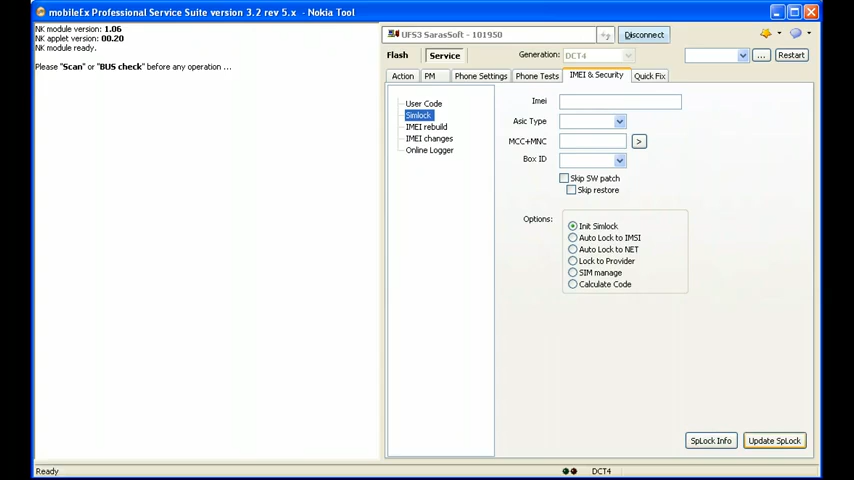 mobileEx Professional Service Suite version 3.2 rev 5.x - Nokia Tool
NK module version: 1.06
NK applet version: 00.20
NK module ready.
Please "Scan" or "BUS check" before any operation ...
UFS3 SarasSoft - 101950
Disconnect
Flash
Service
Generation:
DCT4
...
Restart
Action
PM
Phone Settings
Phone Tests
IMEI & Security
Quick Fix
User Code
Simlock
IMEI rebuild
IMEI changes
Online Logger
Imei
Asic Type
MCC+MNC
>
Box ID
Skip SW patch
Skip restore
Options:
Init Simlock
Auto Lock to IMSI
Auto Lock to NET
Lock to Provider
SIM manage
Calculate Code
SpLock Info
Update SpLock
Ready
DCT4